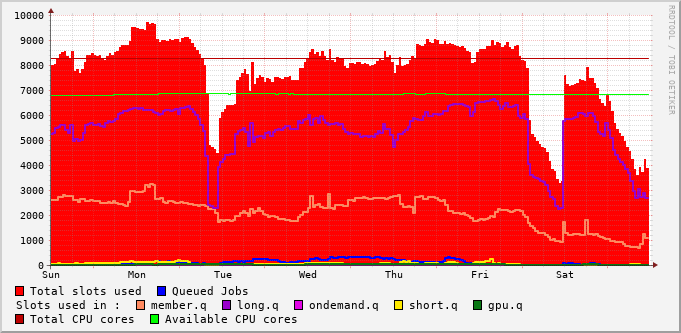 10000
9000
8000
7000
6000
5000
4000
3000
2000
1000
0
Sun Mon Tue Wed Thu Fri Sat
RRDTOOL / TOBI OETIKER
Total slots used Queued Jobs
Slots used in : member.q long.q ondemand.q short.q gpu.q
Total CPU cores Available CPU cores